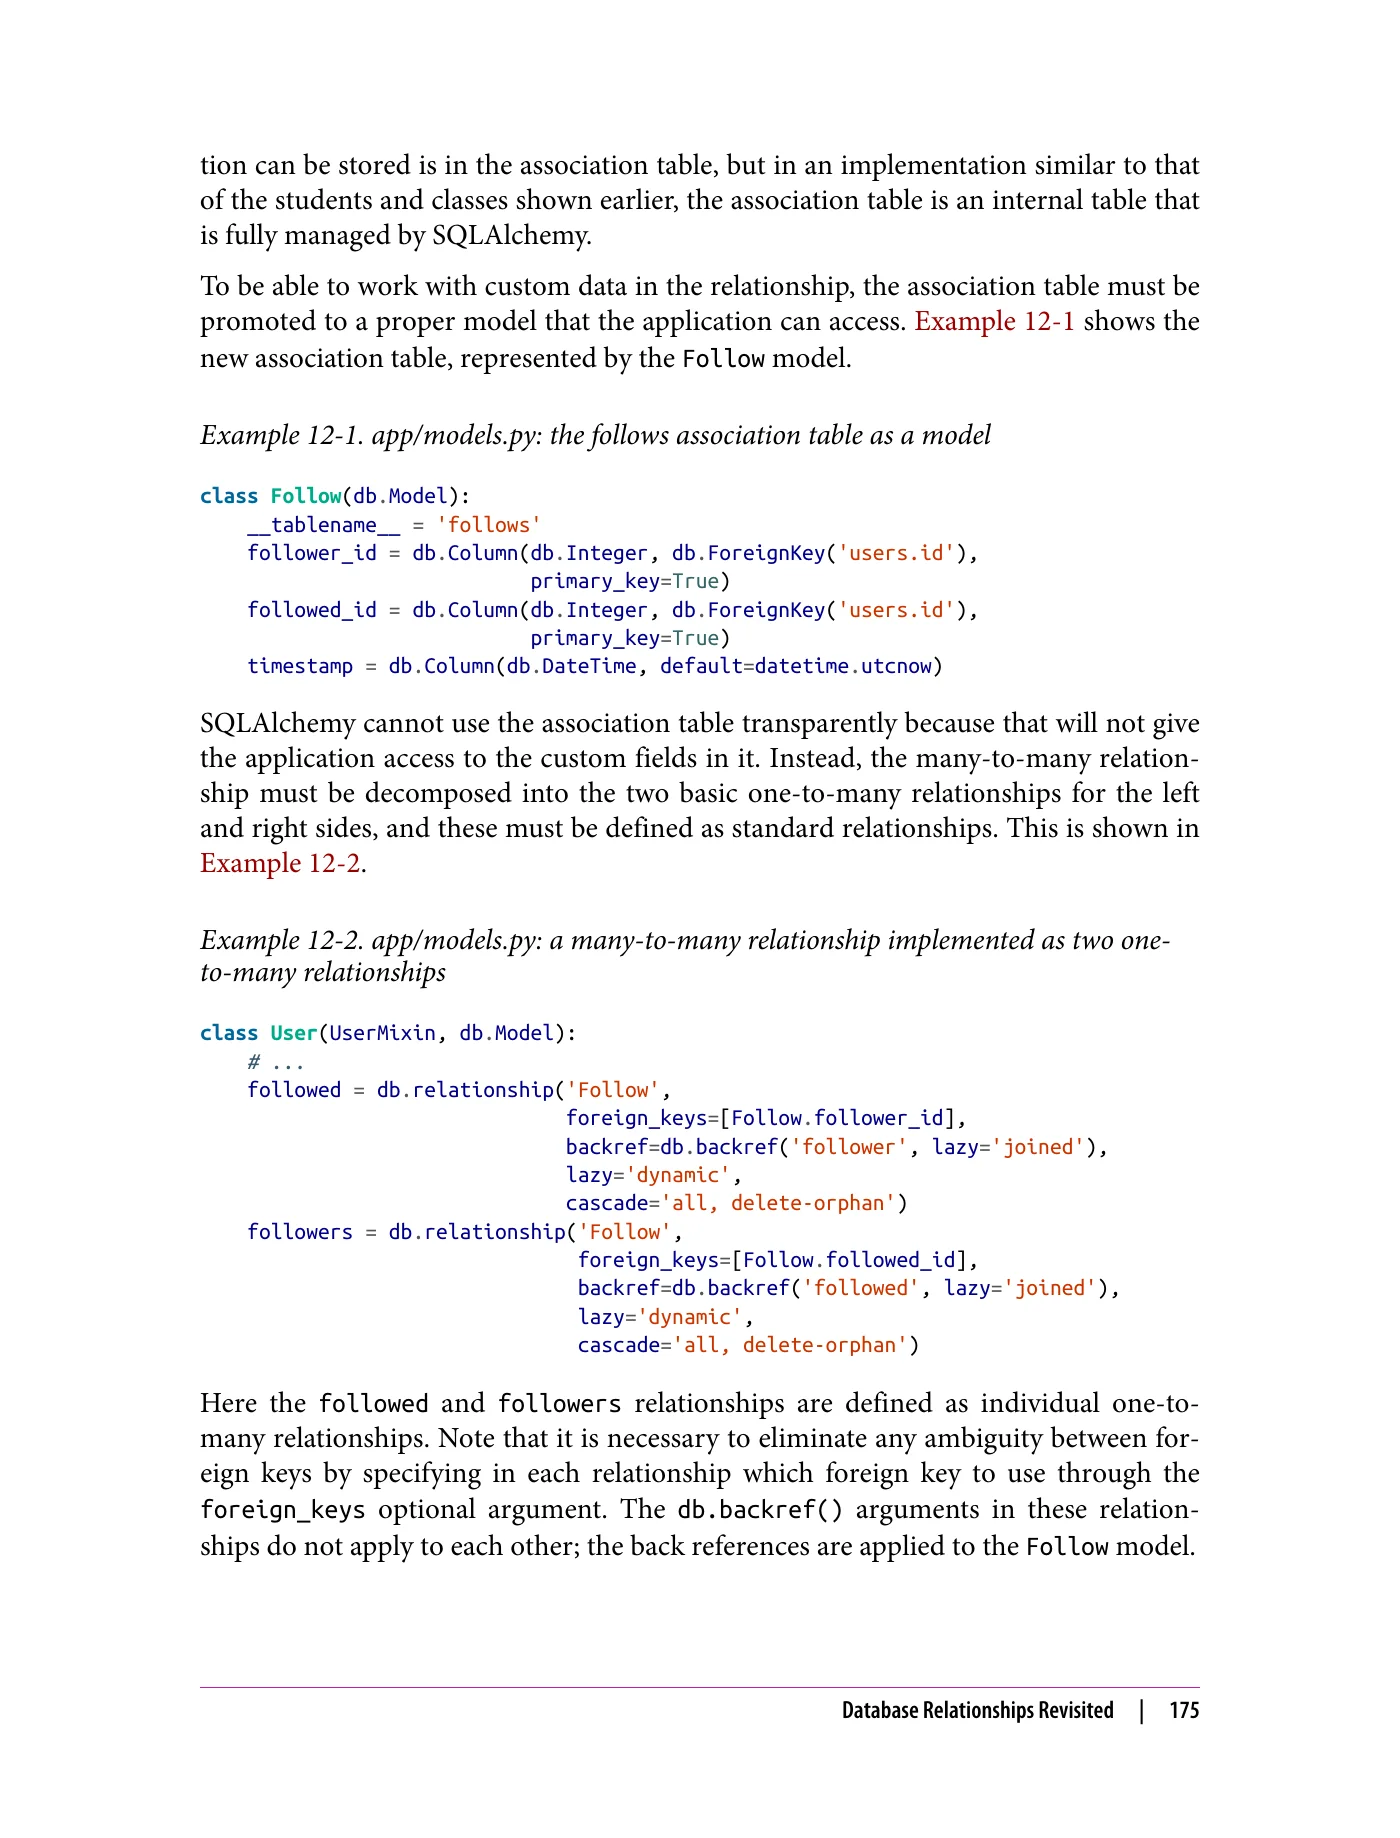 tion can be stored is in the association table, but in an implementation similar to that
of the students and classes shown earlier, the association table is an internal table that
is fully managed by SQLAlchemy.
To be able to work with custom data in the relationship, the association table must be
promoted to a proper model that the application can access. Example 12-1 shows the
new association table, represented by the Follow model.
Example 12-1. app/models.py: the follows association table as a model
class Follow(db.Model):
    __tablename__ = 'follows'
    follower_id = db.Column(db.Integer, db.ForeignKey('users.id'),
                            primary_key=True)
    followed_id = db.Column(db.Integer, db.ForeignKey('users.id'),
                            primary_key=True)
    timestamp = db.Column(db.DateTime, default=datetime.utcnow)
SQLAlchemy cannot use the association table transparently because that will not give
the application access to the custom fields in it. Instead, the many-to-many relation-
ship must be decomposed into the two basic one-to-many relationships for the left
and right sides, and these must be defined as standard relationships. This is shown in
Example 12-2.
Example 12-2. app/models.py: a many-to-many relationship implemented as two one-
to-many relationships
class User(UserMixin, db.Model):
    # ...
    followed = db.relationship('Follow',
                               foreign_keys=[Follow.follower_id],
                               backref=db.backref('follower', lazy='joined'),
                               lazy='dynamic',
                               cascade='all, delete-orphan')
    followers = db.relationship('Follow',
                                foreign_keys=[Follow.followed_id],
                                backref=db.backref('followed', lazy='joined'),
                                lazy='dynamic',
                                cascade='all, delete-orphan')
Here the followed and followers relationships are defined as individual one-to-
many relationships. Note that it is necessary to eliminate any ambiguity between for-
eign keys by specifying in each relationship which foreign key to use through the
foreign_keys optional argument. The db.backref() arguments in these relation-
ships do not apply to each other; the back references are applied to the Follow model.
Database Relationships Revisited | 175